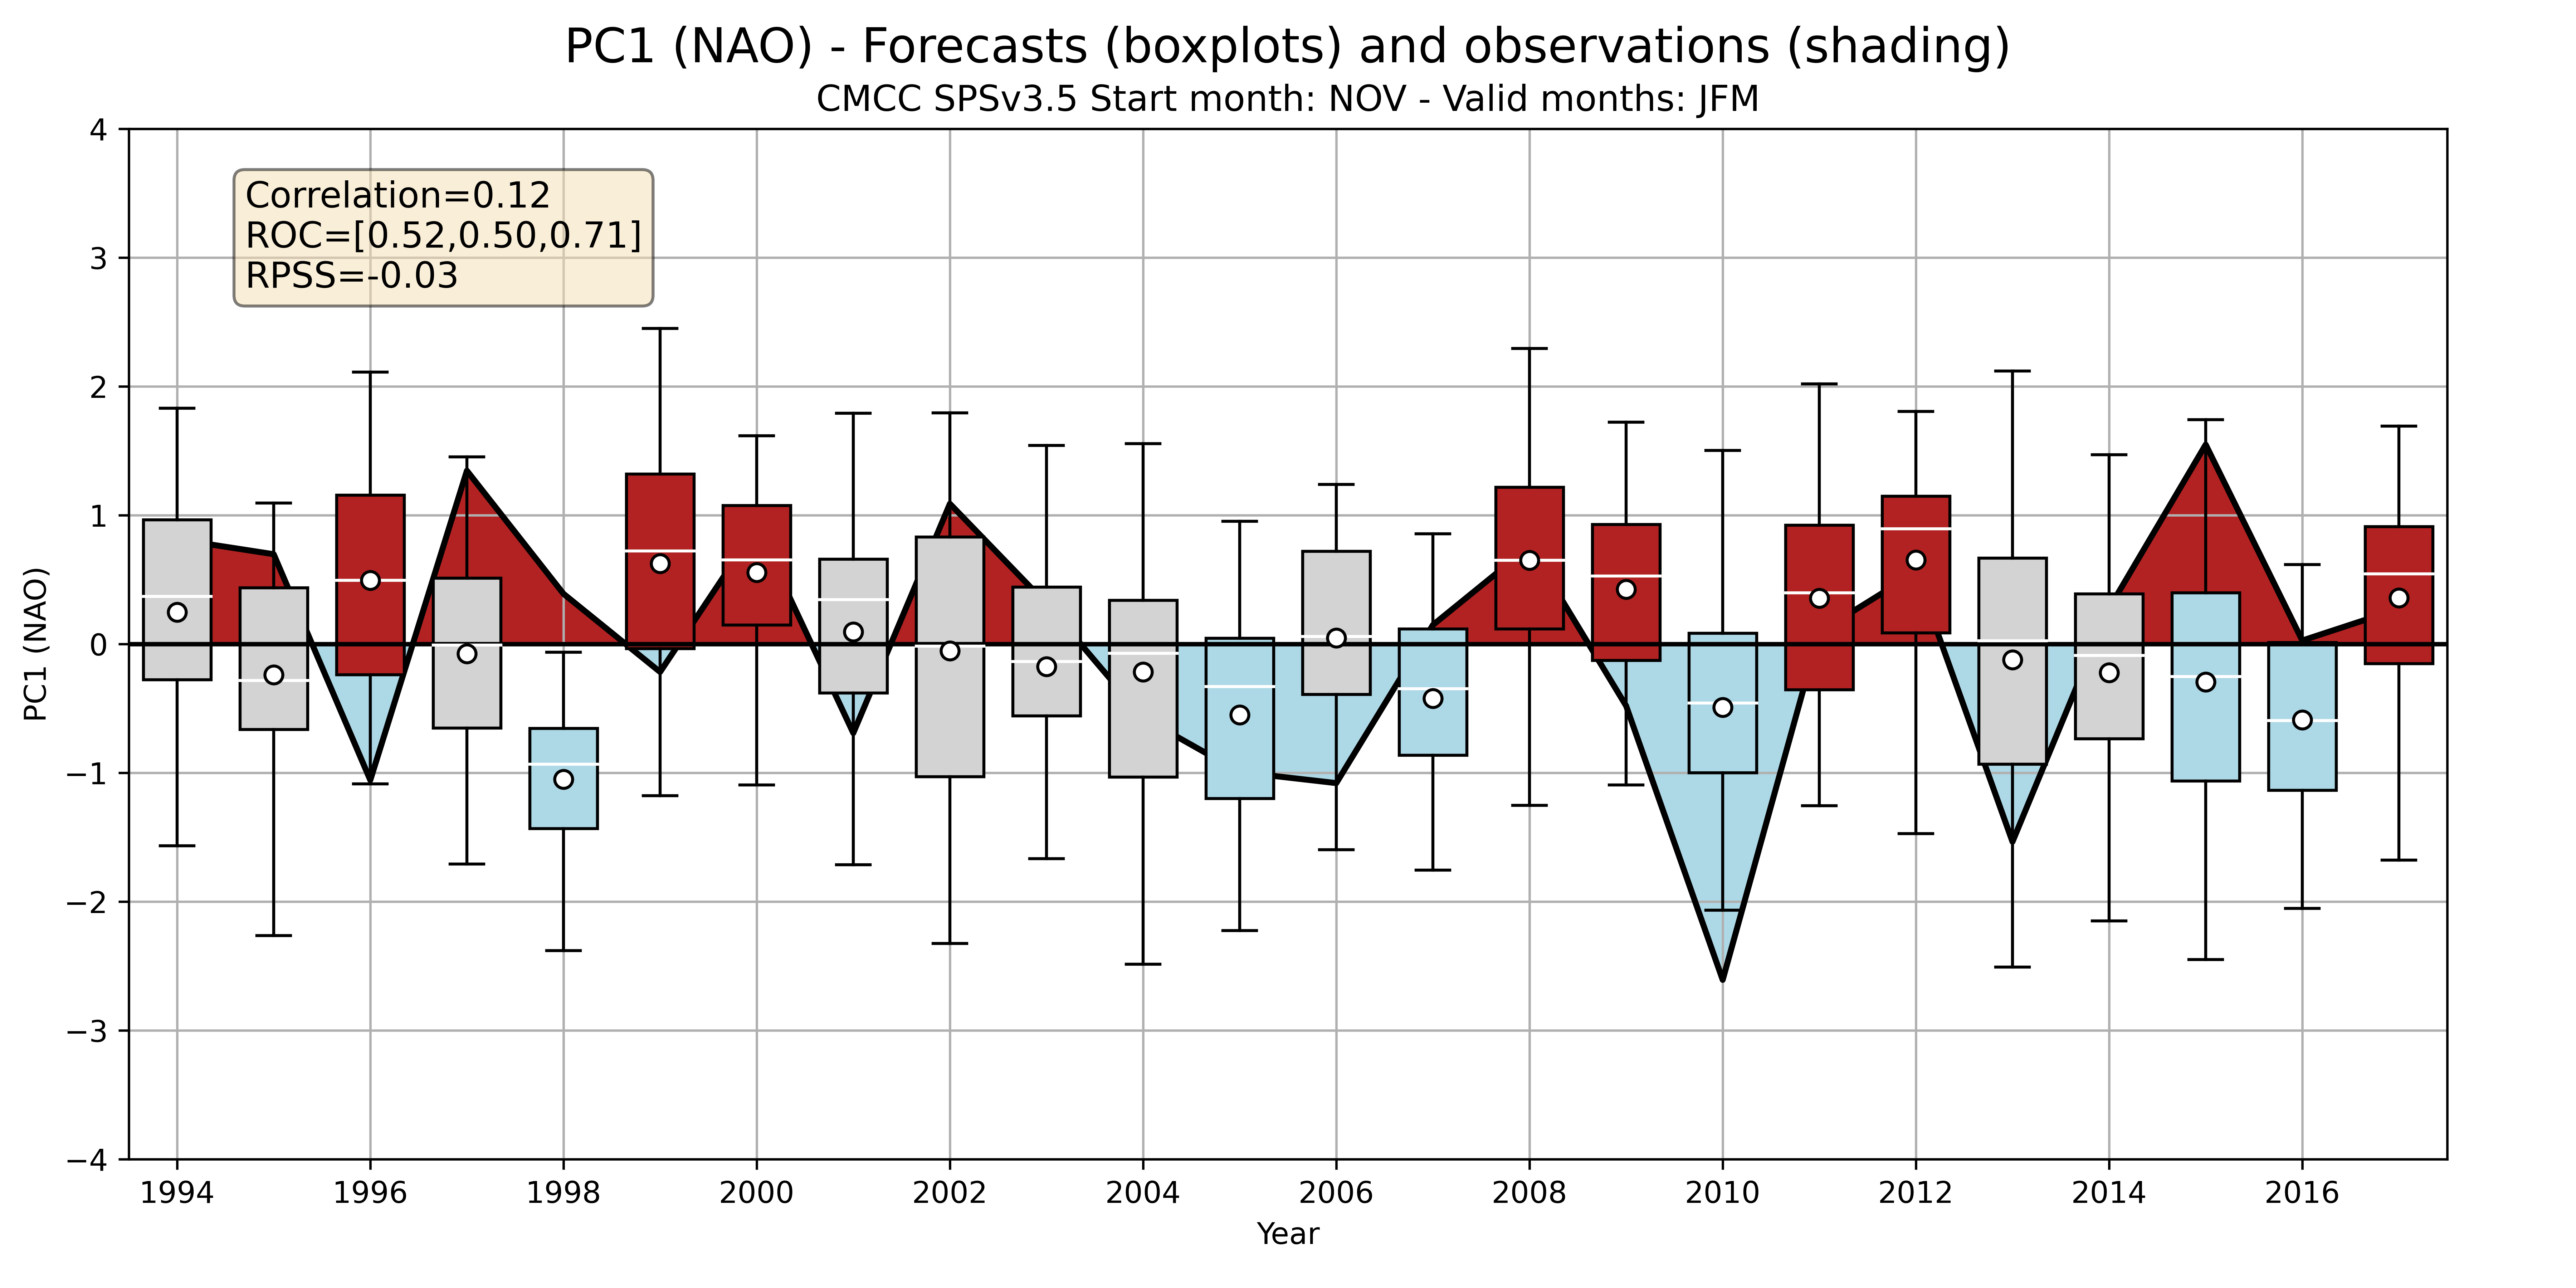 PC1 (NAO) - Forecasts (boxplots) and observations (shading)
CMCC SPSv3.5 Start month: NOV - Valid months: JFM
Correlation=0.12
ROC=[0.52,0.50,0.71]
RPSS=-0.03
PC1 (NAO)
4
3
2
1
0
−1
−2
−3
−4
1994 1996 1998 2000 2002 2004 2006 2008 2010 2012 2014 2016
Year